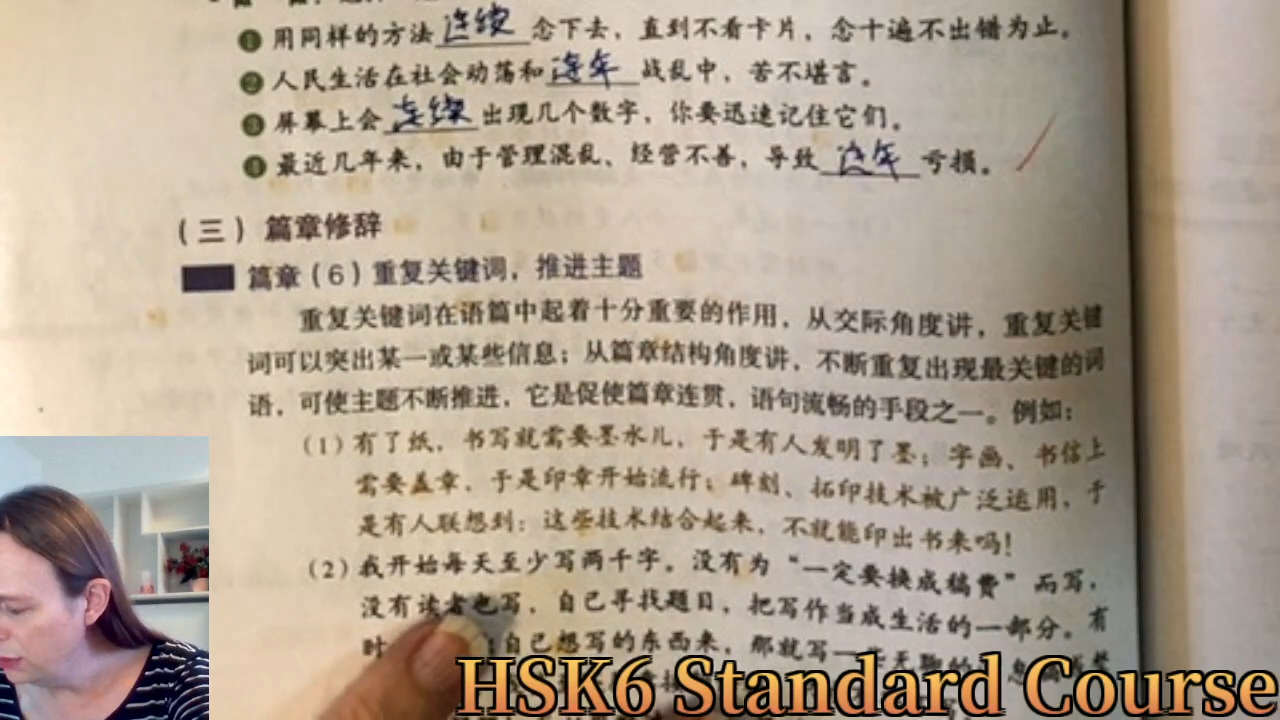 ❶ 用同样的方法连续念下去，直到不看卡片，念十遍不出错为止。
❷ 人民生活在社会动荡和连年战乱中，苦不堪言。
❸ 屏幕上会连续出现几个数字，你要迅速记住它们。
❹ 最近几年来，由于管理混乱、经营不善，导致连年亏损。
（三）篇章修辞
篇章（6）重复关键词，推进主题
重复关键词在语篇中起着十分重要的作用，从交际角度讲，重复关键
词可以突出某一或某些信息；从篇章结构角度讲，不断重复出现最关键的词
语，可使主题不断推进，它是促使篇章连贯，语句流畅的手段之一。例如：
（1）有了纸，书写就需要墨水儿，于是有人发明了墨；字画、书信上
需要盖章，于是印章开始流行；碑刻、拓印技术被广泛运用，于
是有人联想到：这些技术结合起来，不就能印出书来吗！
（2）我开始每天至少写两千字。没有为“一定要换成稿费”而写，
没有读者也写，自己寻找题目，把写作当成生活的一部分。有
时 自己想写的东西来，那就写一些无聊的
HSK6 Standard Course